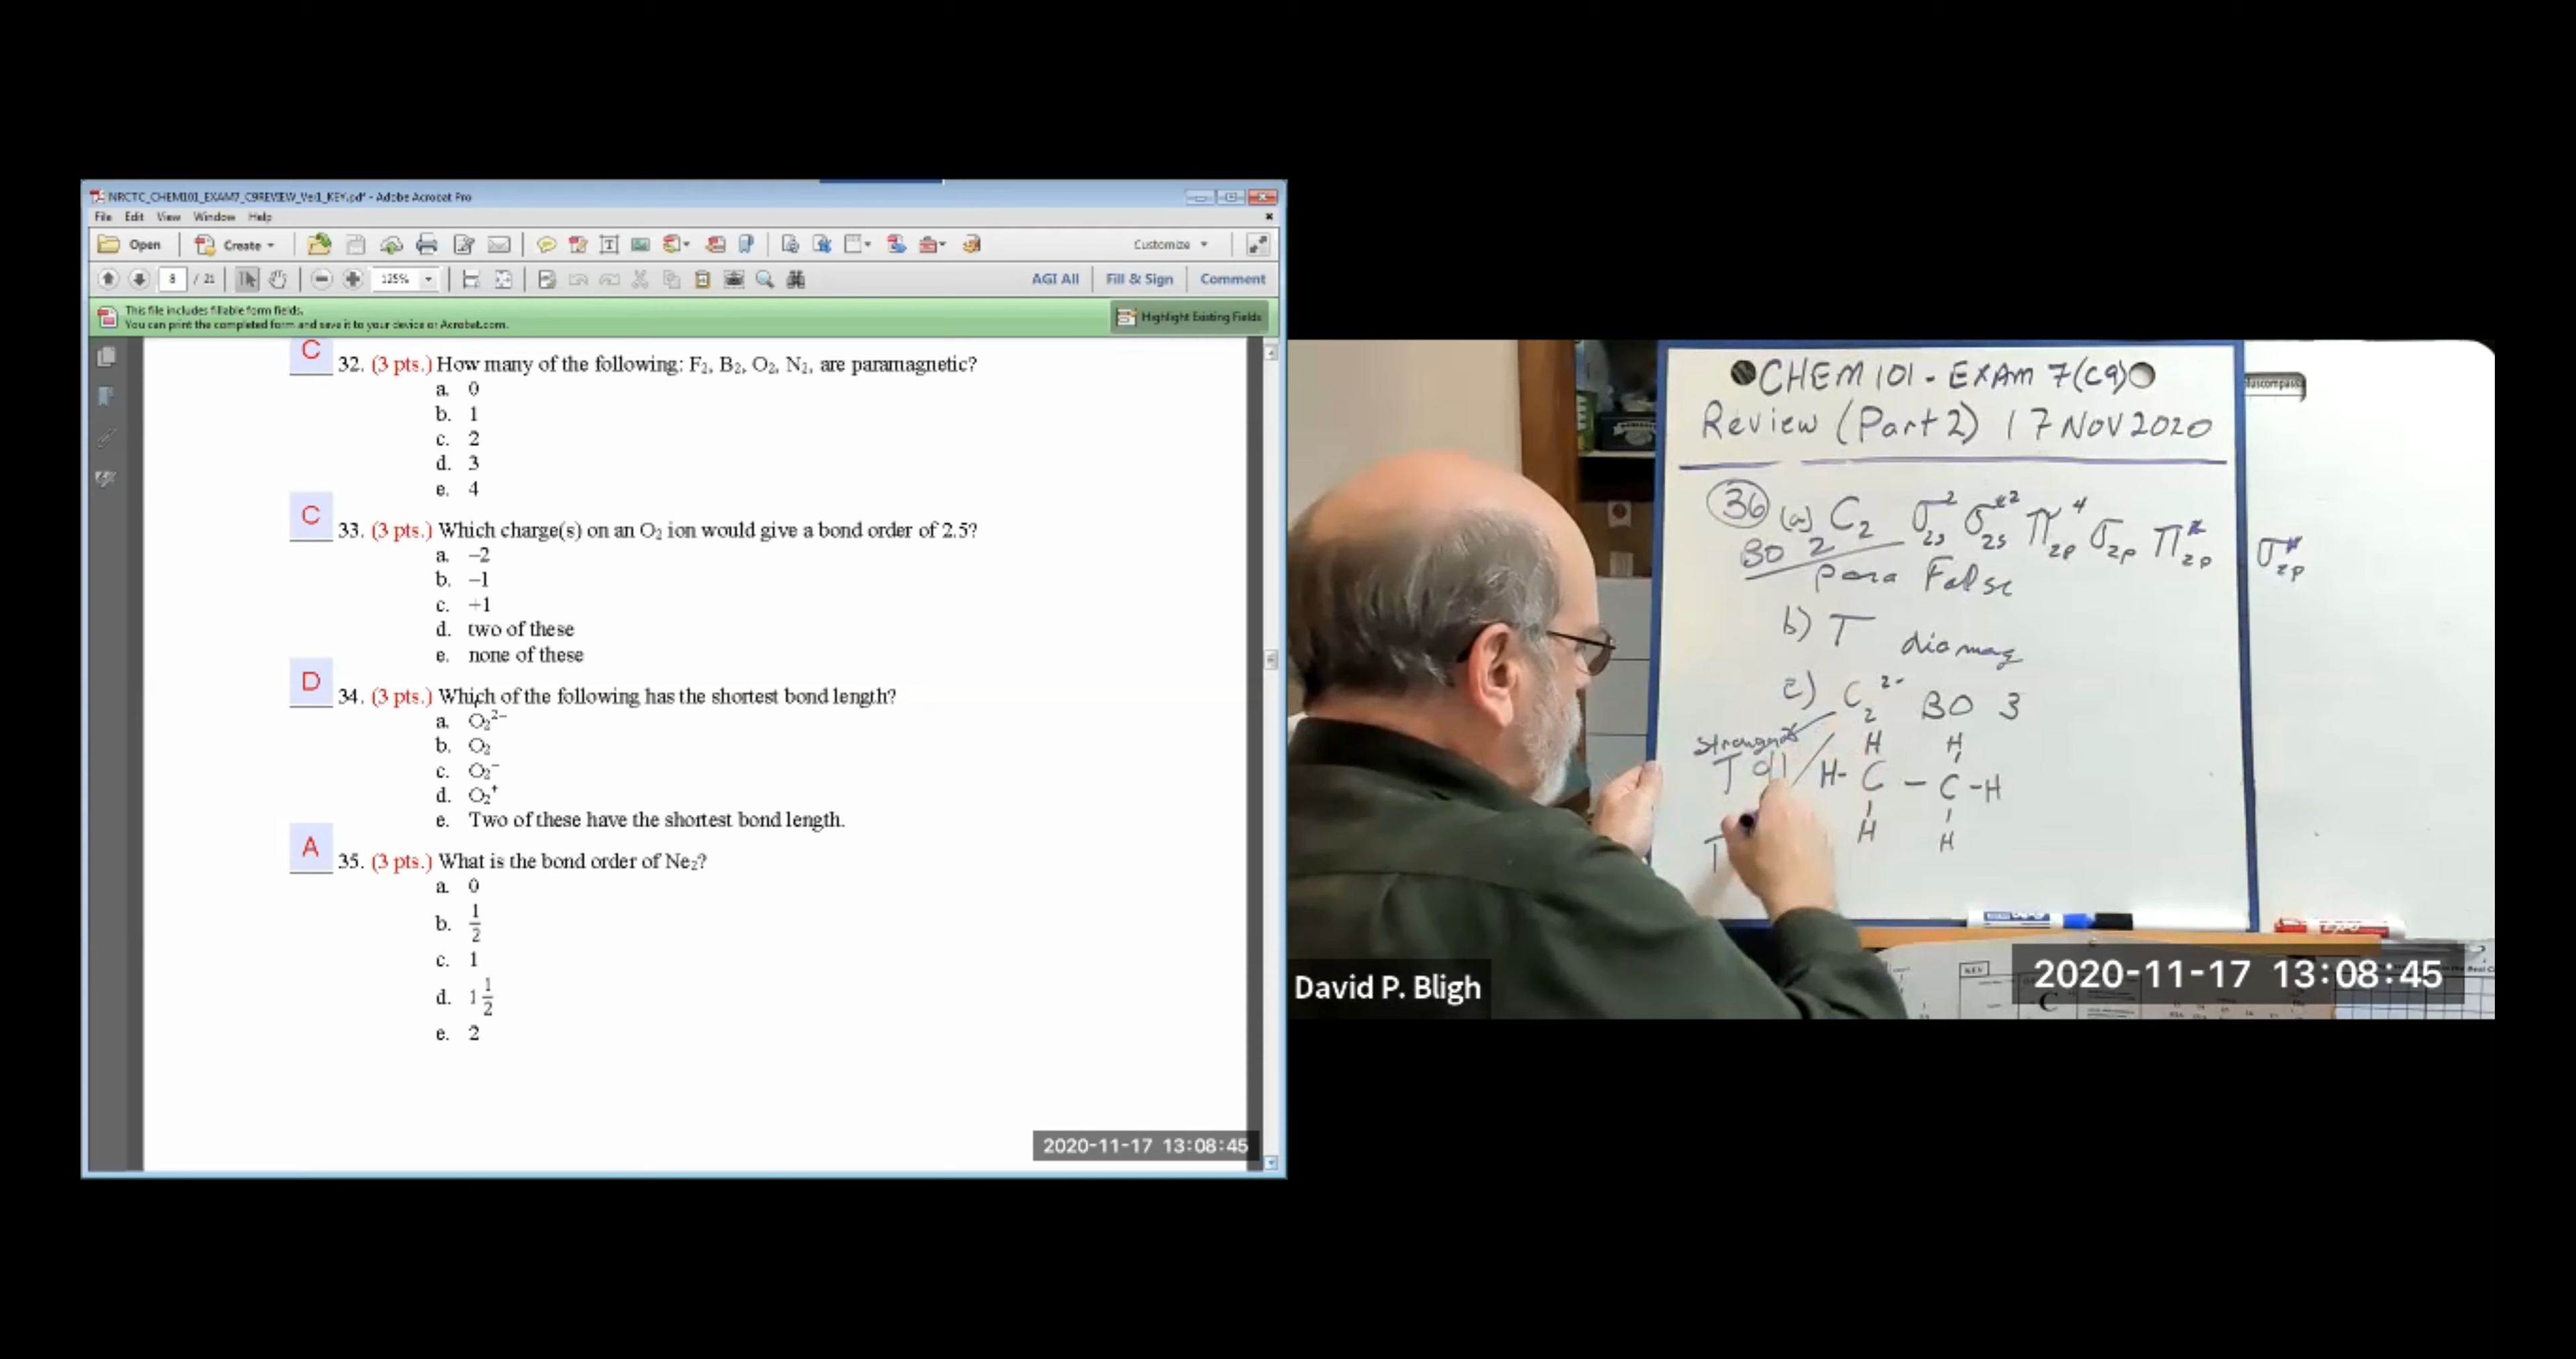 NRCTC_CHEM101_EXAM7_C9REVIEW_Ver1_KEY.pdf* - Adobe Acrobat Pro
File Edit View Window Help
Open Create Customize
8 / 21 125% AGI All Fill & Sign Comment
This file includes fillable form fields.
You can print the completed form and save it to your device or Acrobat.com.
Highlight Existing Fields
C 32. (3 pts.) How many of the following: F₂, B₂, O₂, N₂, are paramagnetic?
a. 0
b. 1
c. 2
d. 3
e. 4
C 33. (3 pts.) Which charge(s) on an O₂ ion would give a bond order of 2.5?
a. –2
b. –1
c. +1
d. two of these
e. none of these
D 34. (3 pts.) Which of the following has the shortest bond length?
a. O₂²⁻
b. O₂
c. O₂⁻
d. O₂⁺
e. Two of these have the shortest bond length.
A 35. (3 pts.) What is the bond order of Ne₂?
a. 0
b. 1/2
c. 1
d. 1 1/2
e. 2
2020-11-17 13:08:45
CHEM 101 - EXAM 7 (C9)
Review (Part 2) 17 NOV 2020
36 (a) C₂ σ₂s² σ₂s*² π₂p⁴ σ₂p π₂p* σ₂p*
BO 2
para False
b) T diamag
c) C₂²⁻ BO 3
strongest
H H
T d) H- C - C -H
H H
T
David P. Bligh
KEY
C
2020-11-17 13:08:45